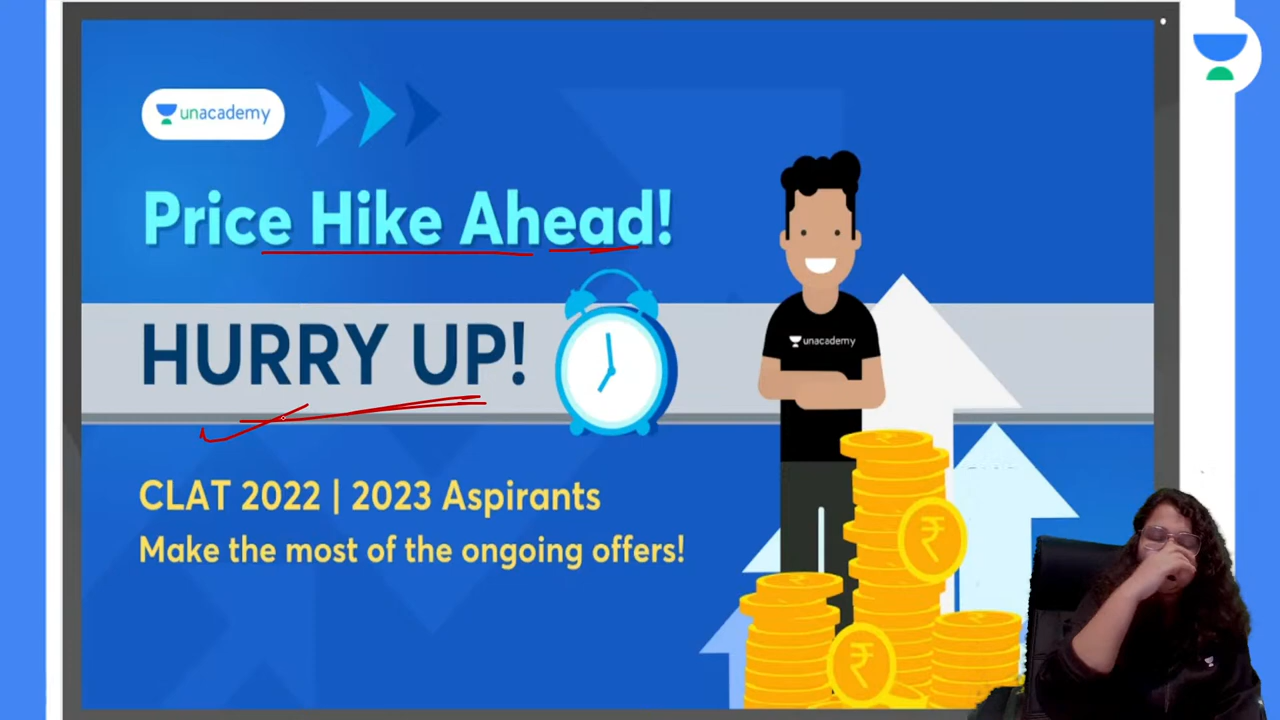 unacademy
Price Hike Ahead!
HURRY UP!
unacademy
CLAT 2022 | 2023 Aspirants
Make the most of the ongoing offers!